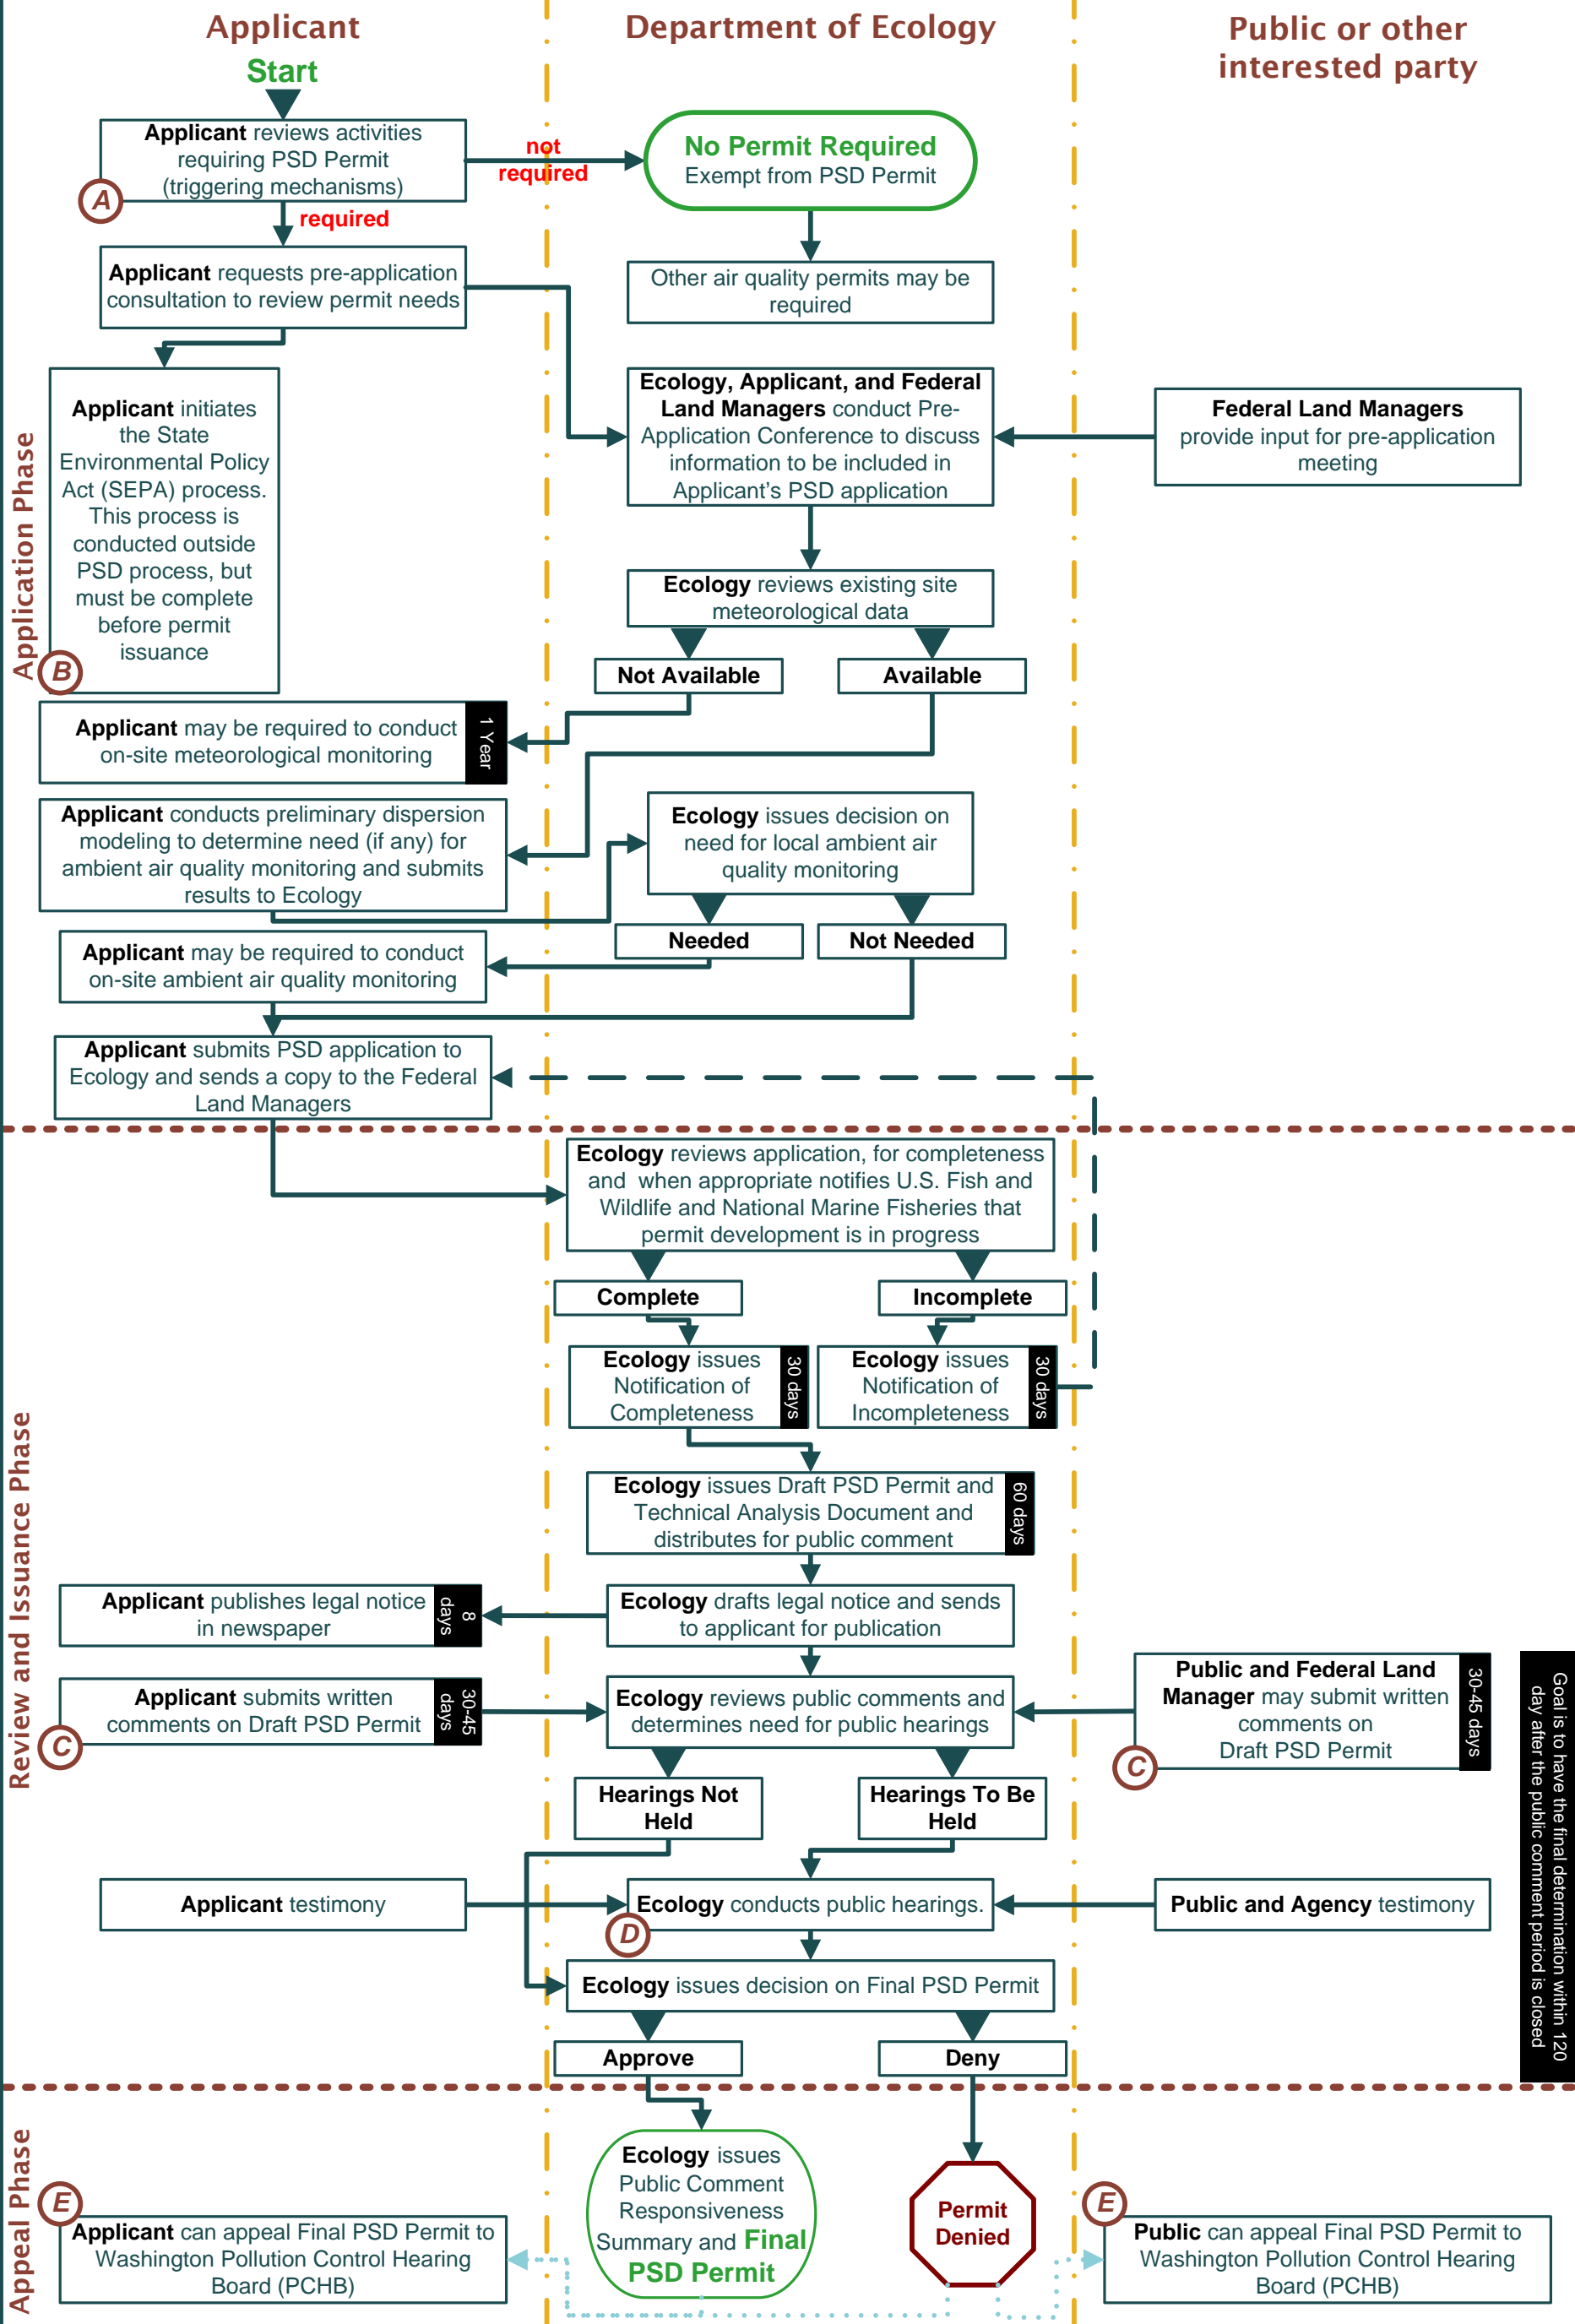 Applicant
Department of Ecology
Public or other
interested party
Start
Applicant reviews activities
requiring PSD Permit
(triggering mechanisms)
A
not
required
No Permit Required
Exempt from PSD Permit
required
Applicant requests pre-application
consultation to review permit needs
Other air quality permits may be
required
Application Phase
Applicant initiates
the State
Environmental Policy
Act (SEPA) process.
This process is
conducted outside
PSD process, but
must be complete
before permit
issuance
B
Ecology, Applicant, and Federal
Land Managers conduct Pre-
Application Conference to discuss
information to be included in
Applicant's PSD application
Federal Land Managers
provide input for pre-application
meeting
Ecology reviews existing site
meteorological data
Not Available
Available
Applicant may be required to conduct
on-site meteorological monitoring
1 Year
Applicant conducts preliminary dispersion
modeling to determine need (if any) for
ambient air quality monitoring and submits
results to Ecology
Ecology issues decision on
need for local ambient air
quality monitoring
Needed
Not Needed
Applicant may be required to conduct
on-site ambient air quality monitoring
Applicant submits PSD application to
Ecology and sends a copy to the Federal
Land Managers
Review and Issuance Phase
Ecology reviews application, for completeness
and when appropriate notifies U.S. Fish and
Wildlife and National Marine Fisheries that
permit development is in progress
Complete
Incomplete
Ecology issues
Notification of
Completeness
30 days
Ecology issues
Notification of
Incompleteness
30 days
Ecology issues Draft PSD Permit and
Technical Analysis Document and
distributes for public comment
60 days
Applicant publishes legal notice
in newspaper
8
days
Ecology drafts legal notice and sends
to applicant for publication
Applicant submits written
comments on Draft PSD Permit
30-45
days
C
Ecology reviews public comments and
determines need for public hearings
Public and Federal Land
Manager may submit written
comments on
Draft PSD Permit
30-45 days
C
Goal is to have the final determination within 120
day after the public comment period is closed
Hearings Not
Held
Hearings To Be
Held
Applicant testimony
Ecology conducts public hearings.
D
Public and Agency testimony
Ecology issues decision on Final PSD Permit
Approve
Deny
Appeal Phase
E
Applicant can appeal Final PSD Permit to
Washington Pollution Control Hearing
Board (PCHB)
Ecology issues
Public Comment
Responsiveness
Summary and Final
PSD Permit
Permit
Denied
E
Public can appeal Final PSD Permit to
Washington Pollution Control Hearing
Board (PCHB)